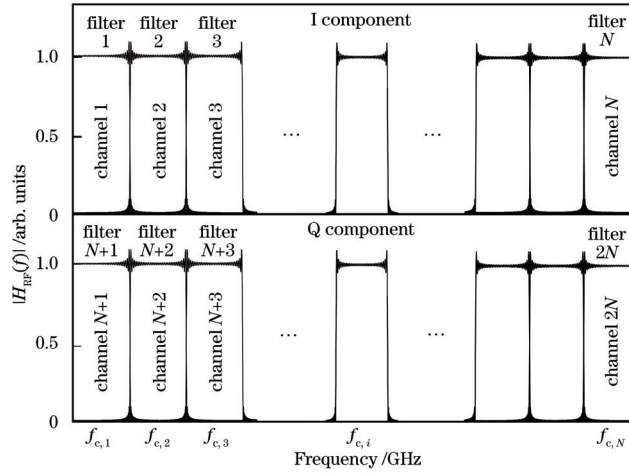 filter 1
filter 2
filter 3
I component
filter N
1.0
0.5
0
channel 1
channel 2
channel 3
...
...
channel N
|H_RF(f)| /arb. units
filter N+1
filter N+2
filter N+3
Q component
filter 2N
1.0
0.5
0
channel N+1
channel N+2
channel N+3
...
...
channel 2N
f_c, 1
f_c, 2
f_c, 3
f_c, i
f_c, N
Frequency /GHz